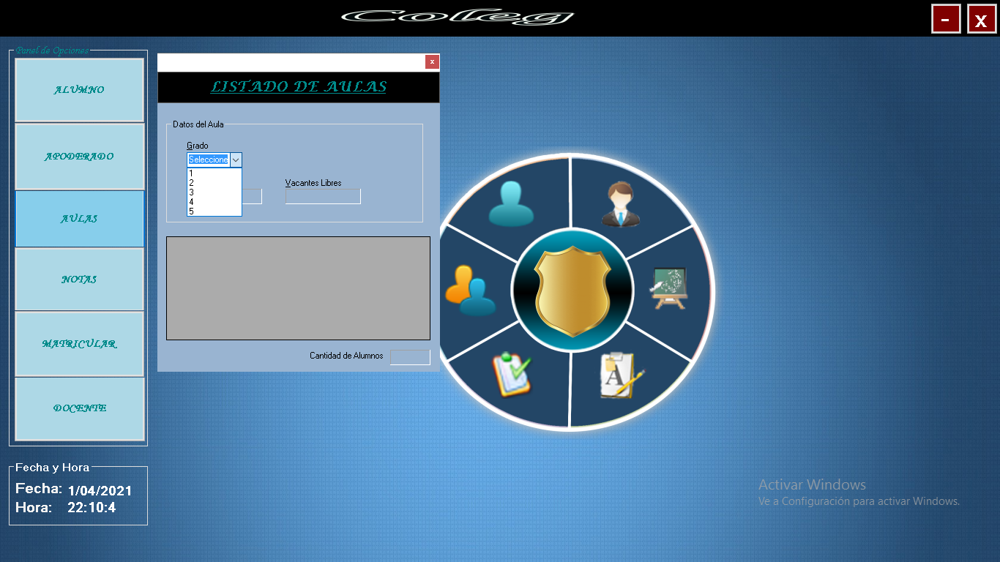 Coleg
-
x
Panel de Opciones
ALUMNO
APODERADO
AULAS
NOTAS
MATRICULAR
DOCENTE
Fecha y Hora
Fecha: 1/04/2021
Hora: 22:10:4
x
LISTADO DE AULAS
Datos del Aula
Grado
Seleccione
1
2
3
4
5
Vacantes Libres
Cantidad de Alumnos
A
Activar Windows
Ve a Configuración para activar Windows.